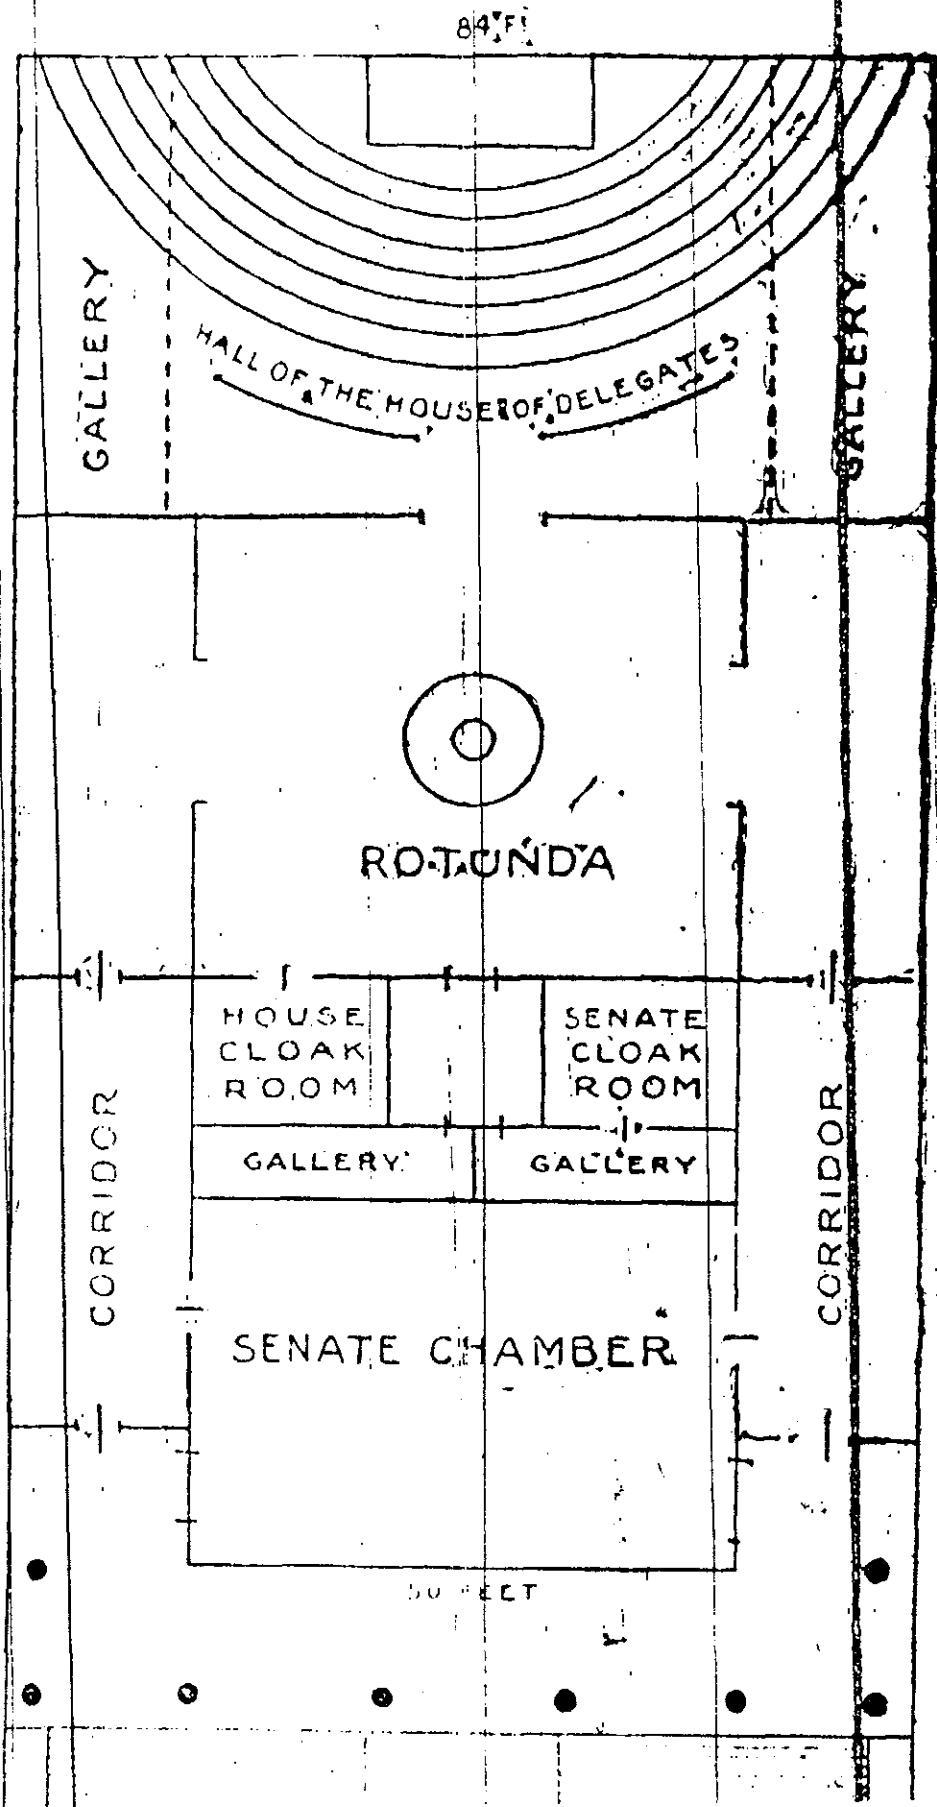 84 Ft.
GALLERY
HALL OF THE HOUSE OF DELEGATES
GALLERY
ROTUNDA
HOUSE
CLOAK
ROOM
SENATE
CLOAK
ROOM
CORRIDOR
GALLERY
GALLERY
CORRIDOR
SENATE CHAMBER
50 FEET